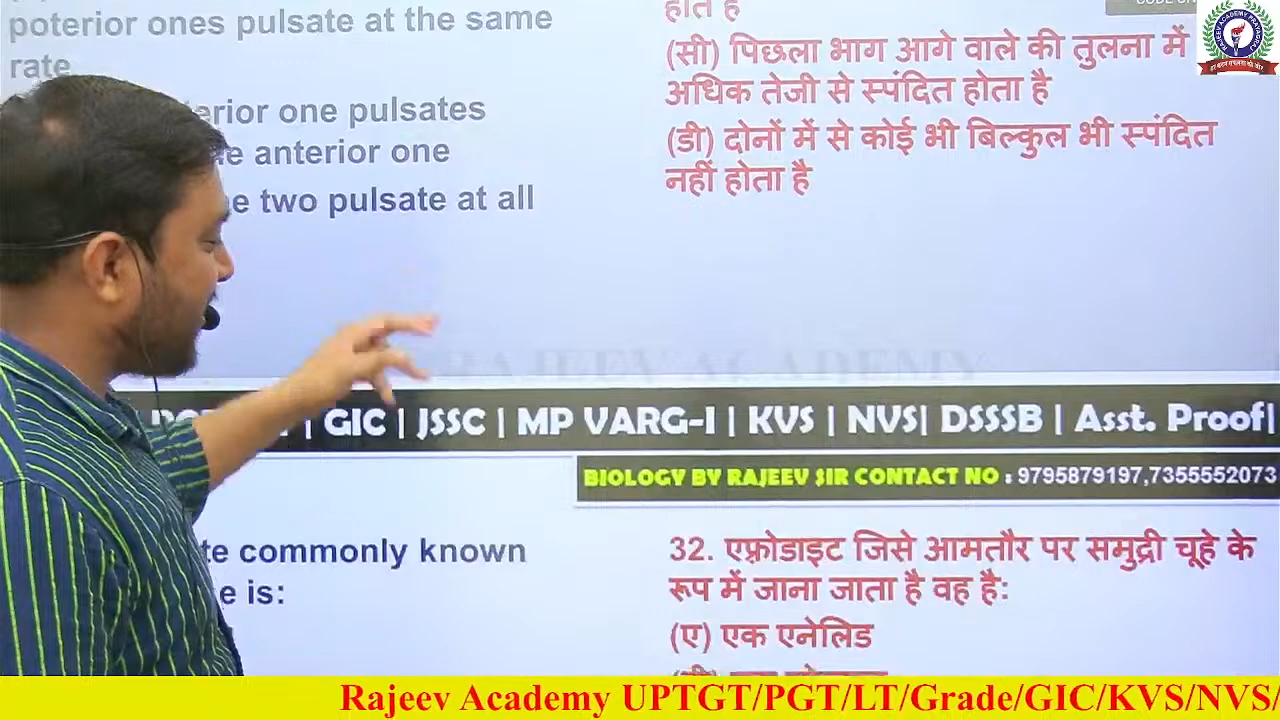 poterior ones pulsate at the same
rate
erior one pulsates
e anterior one
e two pulsate at all
होते हैं
(सी) पिछला भाग आगे वाले की तुलना में
अधिक तेजी से स्पंदित होता है
(डी) दोनों में से कोई भी बिल्कुल भी स्पंदित
नहीं होता है
RAJEEV ACADEMY
| GIC | JSSC | MP VARG-I | KVS | NVS| DSSSB | Asst. Proof|
BIOLOGY BY RAJEEV SIR CONTACT NO : 9795879197,7355552073
te commonly known
e is:
32. एफ़्रोडाइट जिसे आमतौर पर समुद्री चूहे के
रूप में जाना जाता है वह है:
(ए) एक एनेलिड
Rajeev Academy UPTGT/PGT/LT/Grade/GIC/KVS/NVS/